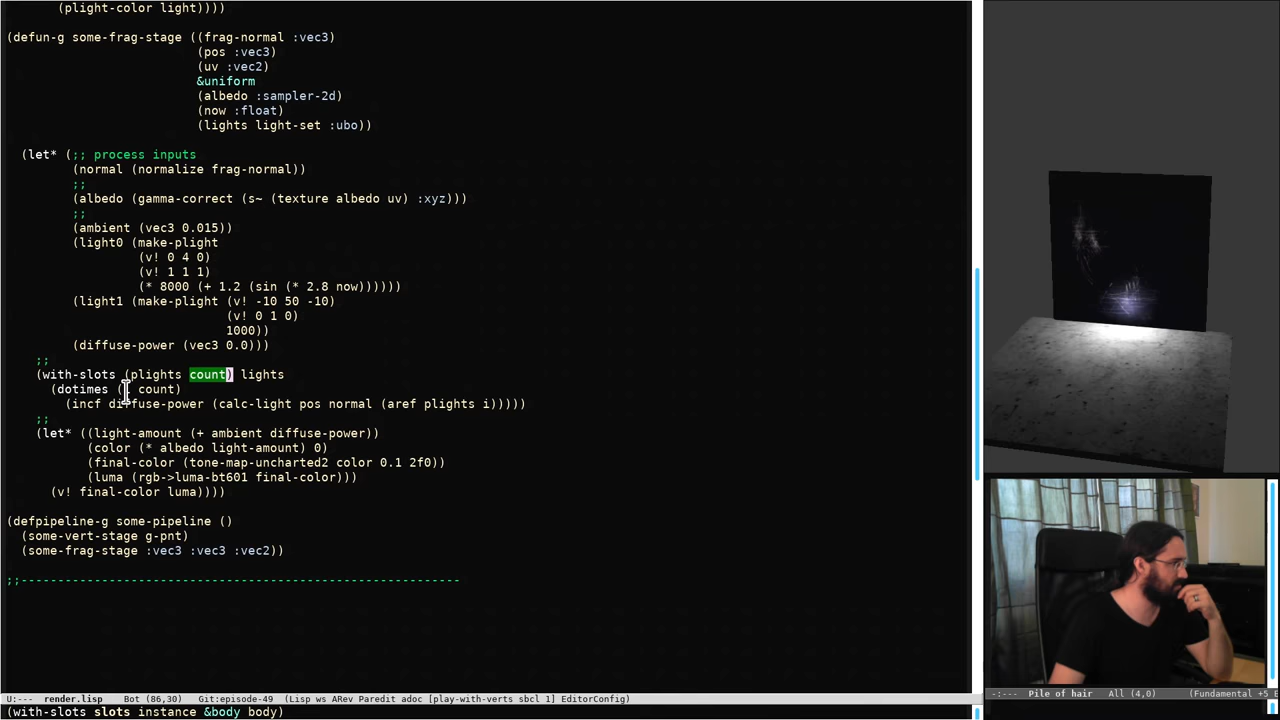 (plight-color light))))
(defun-g some-frag-stage ((frag-normal :vec3)
(pos :vec3)
(uv :vec2)
&uniform
(albedo :sampler-2d)
(now :float)
(lights light-set :ubo))
(let* (;; process inputs
(normal (normalize frag-normal))
;;
(albedo (gamma-correct (s~ (texture albedo uv) :xyz)))
;;
(ambient (vec3 0.015))
(light0 (make-plight
(v! 0 4 0)
(v! 1 1 1)
(* 8000 (+ 1.2 (sin (* 2.8 now))))))
(light1 (make-plight (v! -10 50 -10)
(v! 0 1 0)
1000))
(diffuse-power (vec3 0.0)))
;;
(with-slots (plights count) lights
(dotimes ( count)
(incf diffuse-power (calc-light pos normal (aref plights i)))))
;;
(let* ((light-amount (+ ambient diffuse-power))
(color (* albedo light-amount) 0)
(final-color (tone-map-uncharted2 color 0.1 2f0))
(luma (rgb->luma-bt601 final-color)))
(v! final-color luma))))
(defpipeline-g some-pipeline ()
(some-vert-stage g-pnt)
(some-frag-stage :vec3 :vec3 :vec2))
;;------------------------------------------------------------
U:--- render.lisp Bot (86,30) Git:episode-49 (Lisp ws ARev Paredit adoc [play-with-verts sbcl 1] EditorConfig)
(with-slots slots instance &body body)
-:--- Pile of hair All (4,0) (Fundamental +5 E